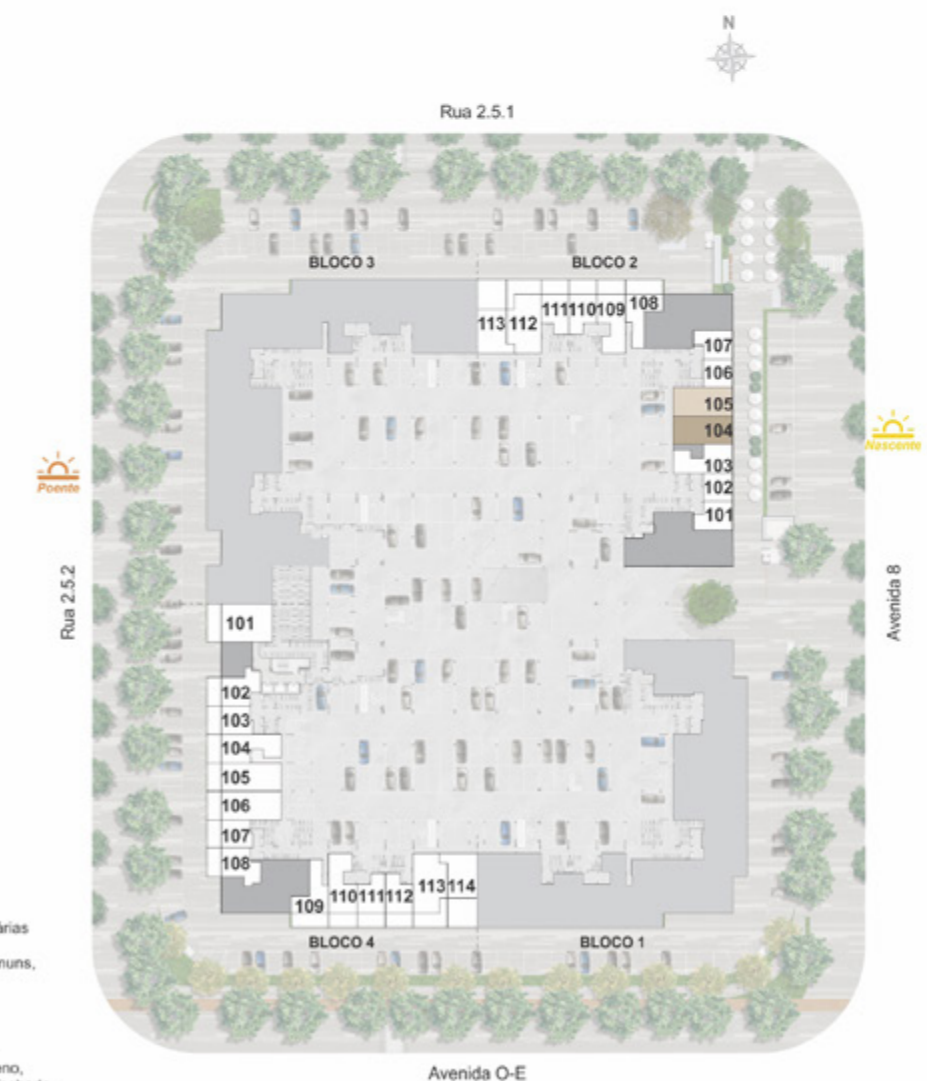 N
Rua 2.5.1
BLOCO 3
BLOCO 2
113
112
111
110
109
108
107
106
105
104
103
102
101
Poente
Nascente
Rua 2.5.2
Avenida 8
101
102
103
104
105
106
107
108
109
110
111
112
113
114
BLOCO 4
BLOCO 1
Avenida O-E